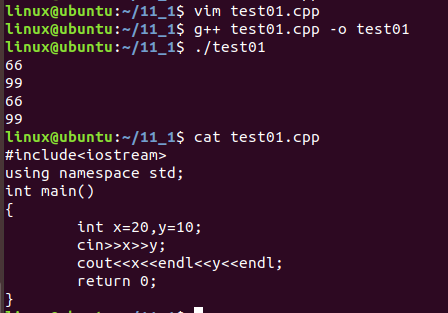 linux@ubuntu:~/11_1$ vim test01.cpp
linux@ubuntu:~/11_1$ g++ test01.cpp -o test01
linux@ubuntu:~/11_1$ ./test01
66
99
66
99
linux@ubuntu:~/11_1$ cat test01.cpp
#include<iostream>
using namespace std;
int main()
{
        int x=20,y=10;
        cin>>x>>y;
        cout<<x<<endl<<y<<endl;
        return 0;
}